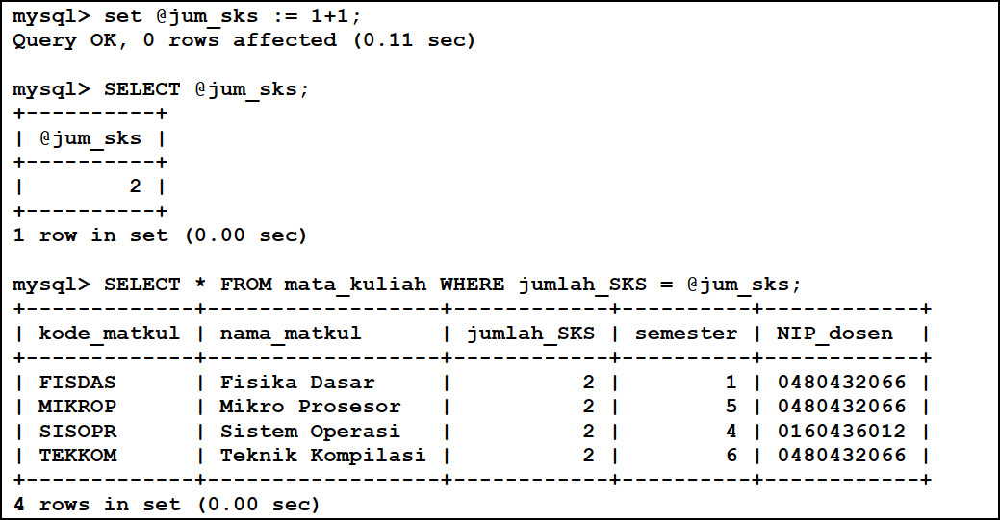 mysql> set @jum_sks := 1+1;
Query OK, 0 rows affected (0.11 sec)

mysql> SELECT @jum_sks;
+----------+
| @jum_sks |
+----------+
|        2 |
+----------+
1 row in set (0.00 sec)

mysql> SELECT * FROM mata_kuliah WHERE jumlah_SKS = @jum_sks;
+-------------+------------------+------------+----------+------------+
| kode_matkul | nama_matkul      | jumlah_SKS | semester | NIP_dosen  |
+-------------+------------------+------------+----------+------------+
| FISDAS      | Fisika Dasar     |          2 |        1 | 0480432066 |
| MIKROP      | Mikro Prosesor   |          2 |        5 | 0480432066 |
| SISOPR      | Sistem Operasi   |          2 |        4 | 0160436012 |
| TEKKOM      | Teknik Kompilasi |          2 |        6 | 0480432066 |
+-------------+------------------+------------+----------+------------+
4 rows in set (0.00 sec)